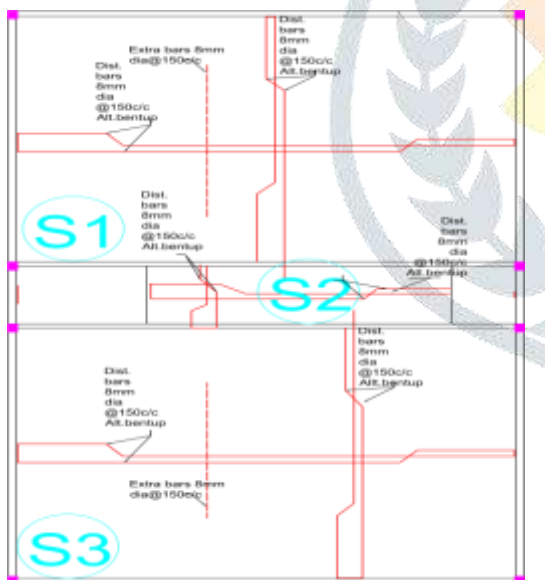 Dist.
bars
8mm
dia
@150c/c
Alt.bentup
Extra bars 8mm
dia@150c/c
Dist.
bars
8mm
dia
@150c/c
Alt.bentup
S1
Dist.
bars
8mm
dia
@150c/c
Alt.bentup
Dist.
bars
8mm
dia
@150c/c
Alt.bentup
S2
Dist.
bars
8mm
dia
@150c/c
Alt.bentup
Dist.
bars
8mm
dia
@150c/c
Alt.bentup
Extra bars 8mm
dia@150c/c
S3